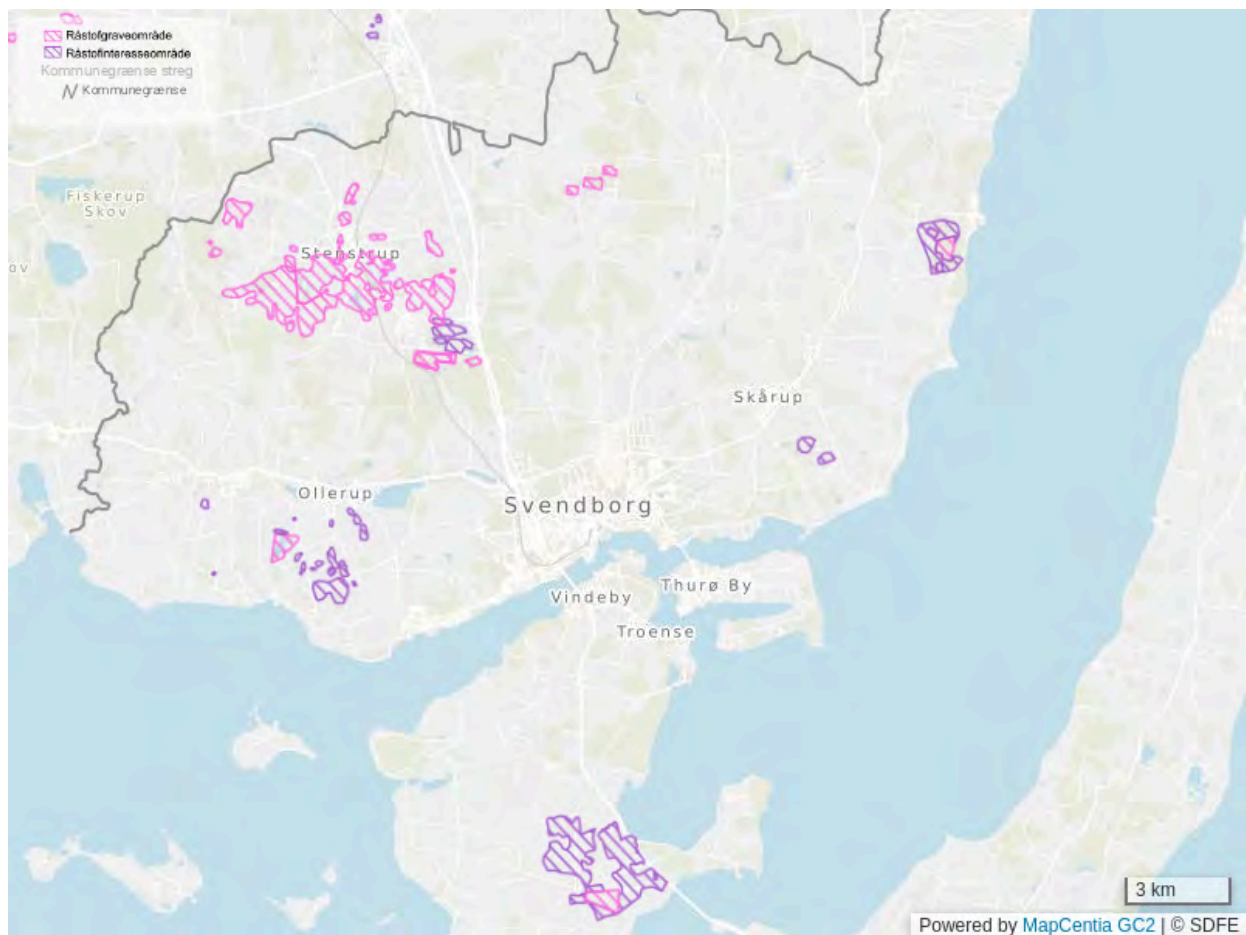 Råstofgraveområde
Råstofinteresseområde
Kommunegrænse streg
Kommunegrænse
Fiskerup
Skov
ov
Stenstrup
Skårup
Ollerup
Svendborg
Vindeby
Thurø By
Troense
3 km
Powered by MapCentia GC2 | © SDFE